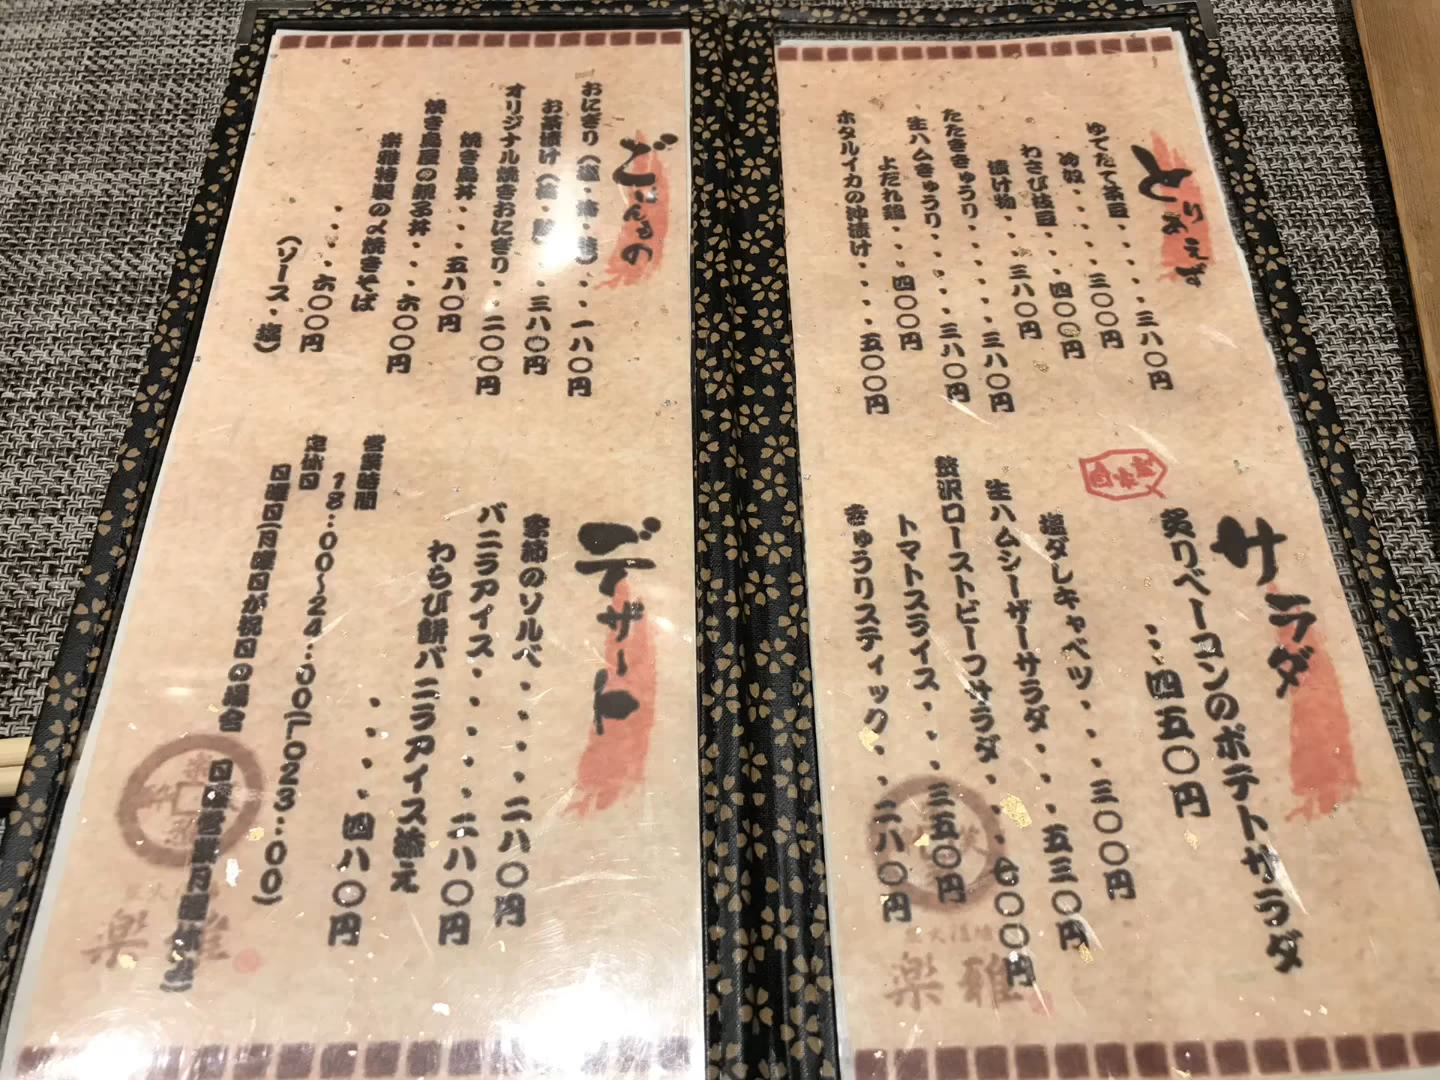 とりあえず
ゆでたて茶豆・・・・・三八〇円
冷奴・・・・・三〇〇円
わさび枝豆・・・四〇〇円
漬け物・・・三八〇円
たたききゅうり・・・・・三八〇円
生ハムきゅうり・・・・三八〇円
よだれ鶏・・・四〇〇円
ホタルイカの沖漬け・・・・五〇〇円
サラダ
炙りベーコンのポテトサラダ
・・四五〇円
塩ダレキャベツ・・・三〇〇円
生ハムシーザーサラダ・・・五三〇円
贅沢ローストビーフサラダ・・・七〇〇円
トマトスライス・・・・三五〇円
きゅうりスティック・・・二八〇円
楽雅
ごはんもの
おにぎり(・・)・・・一八〇円
お茶漬け(・)・・三八〇円
オリジナル焼きおにぎり・・二〇〇円
焼き鳥丼・・・五八〇円
焼き鳥屋の親子丼・・・六〇〇円
楽雅特製の〆焼きそば
・・・・六〇〇円
(ソース・塩)
デザート
季節のソルベ・・・・二八〇円
バニラアイス・・・・・二八〇円
わらび餅バニラアイス添え
・・・・四八〇円
営業時間
18:00〜24:00(L.O23:00)
定休日
日曜日(月曜日が祝日の場合 日曜営業月曜休み)
楽雅